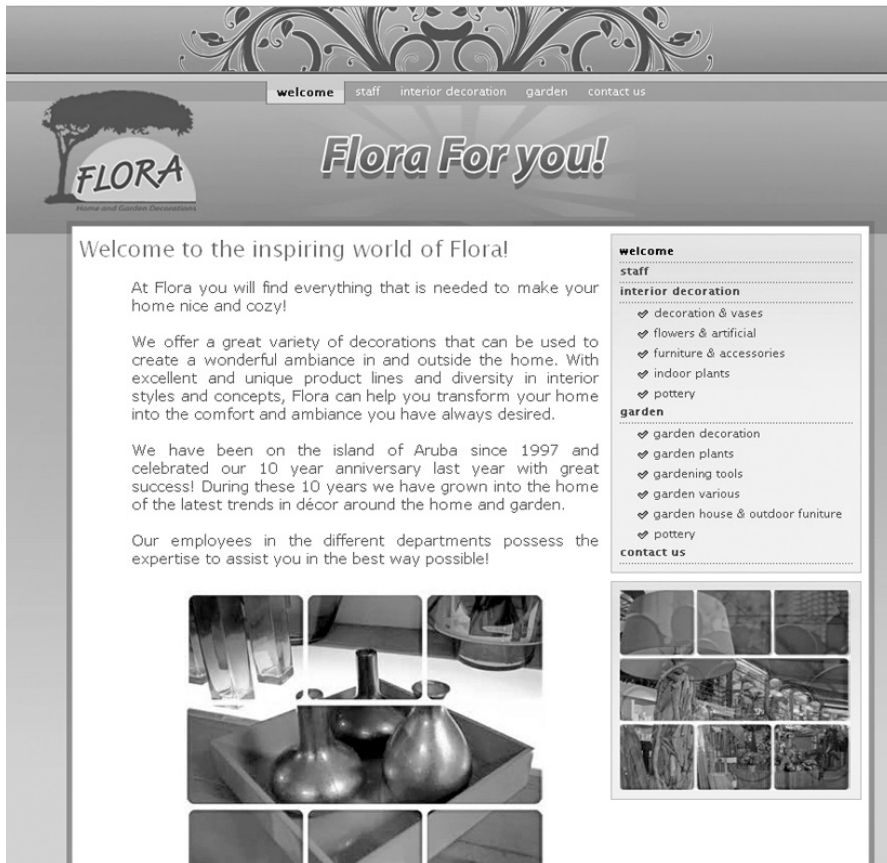 welcome staff interior decoration garden contact us
FLORA
Home and Garden Decorations
Flora For you!
Welcome to the inspiring world of Flora!
At Flora you will find everything that is needed to make your
home nice and cozy!
We offer a great variety of decorations that can be used to
create a wonderful ambiance in and outside the home. With
excellent and unique product lines and diversity in interior
styles and concepts, Flora can help you transform your home
into the comfort and ambiance you have always desired.
We have been on the island of Aruba since 1997 and
celebrated our 10 year anniversary last year with great
success! During these 10 years we have grown into the home
of the latest trends in décor around the home and garden.
Our employees in the different departments possess the
expertise to assist you in the best way possible!
welcome
staff
interior decoration
decoration & vases
flowers & artificial
furniture & accessories
indoor plants
pottery
garden
garden decoration
garden plants
gardening tools
garden various
garden house & outdoor funiture
pottery
contact us